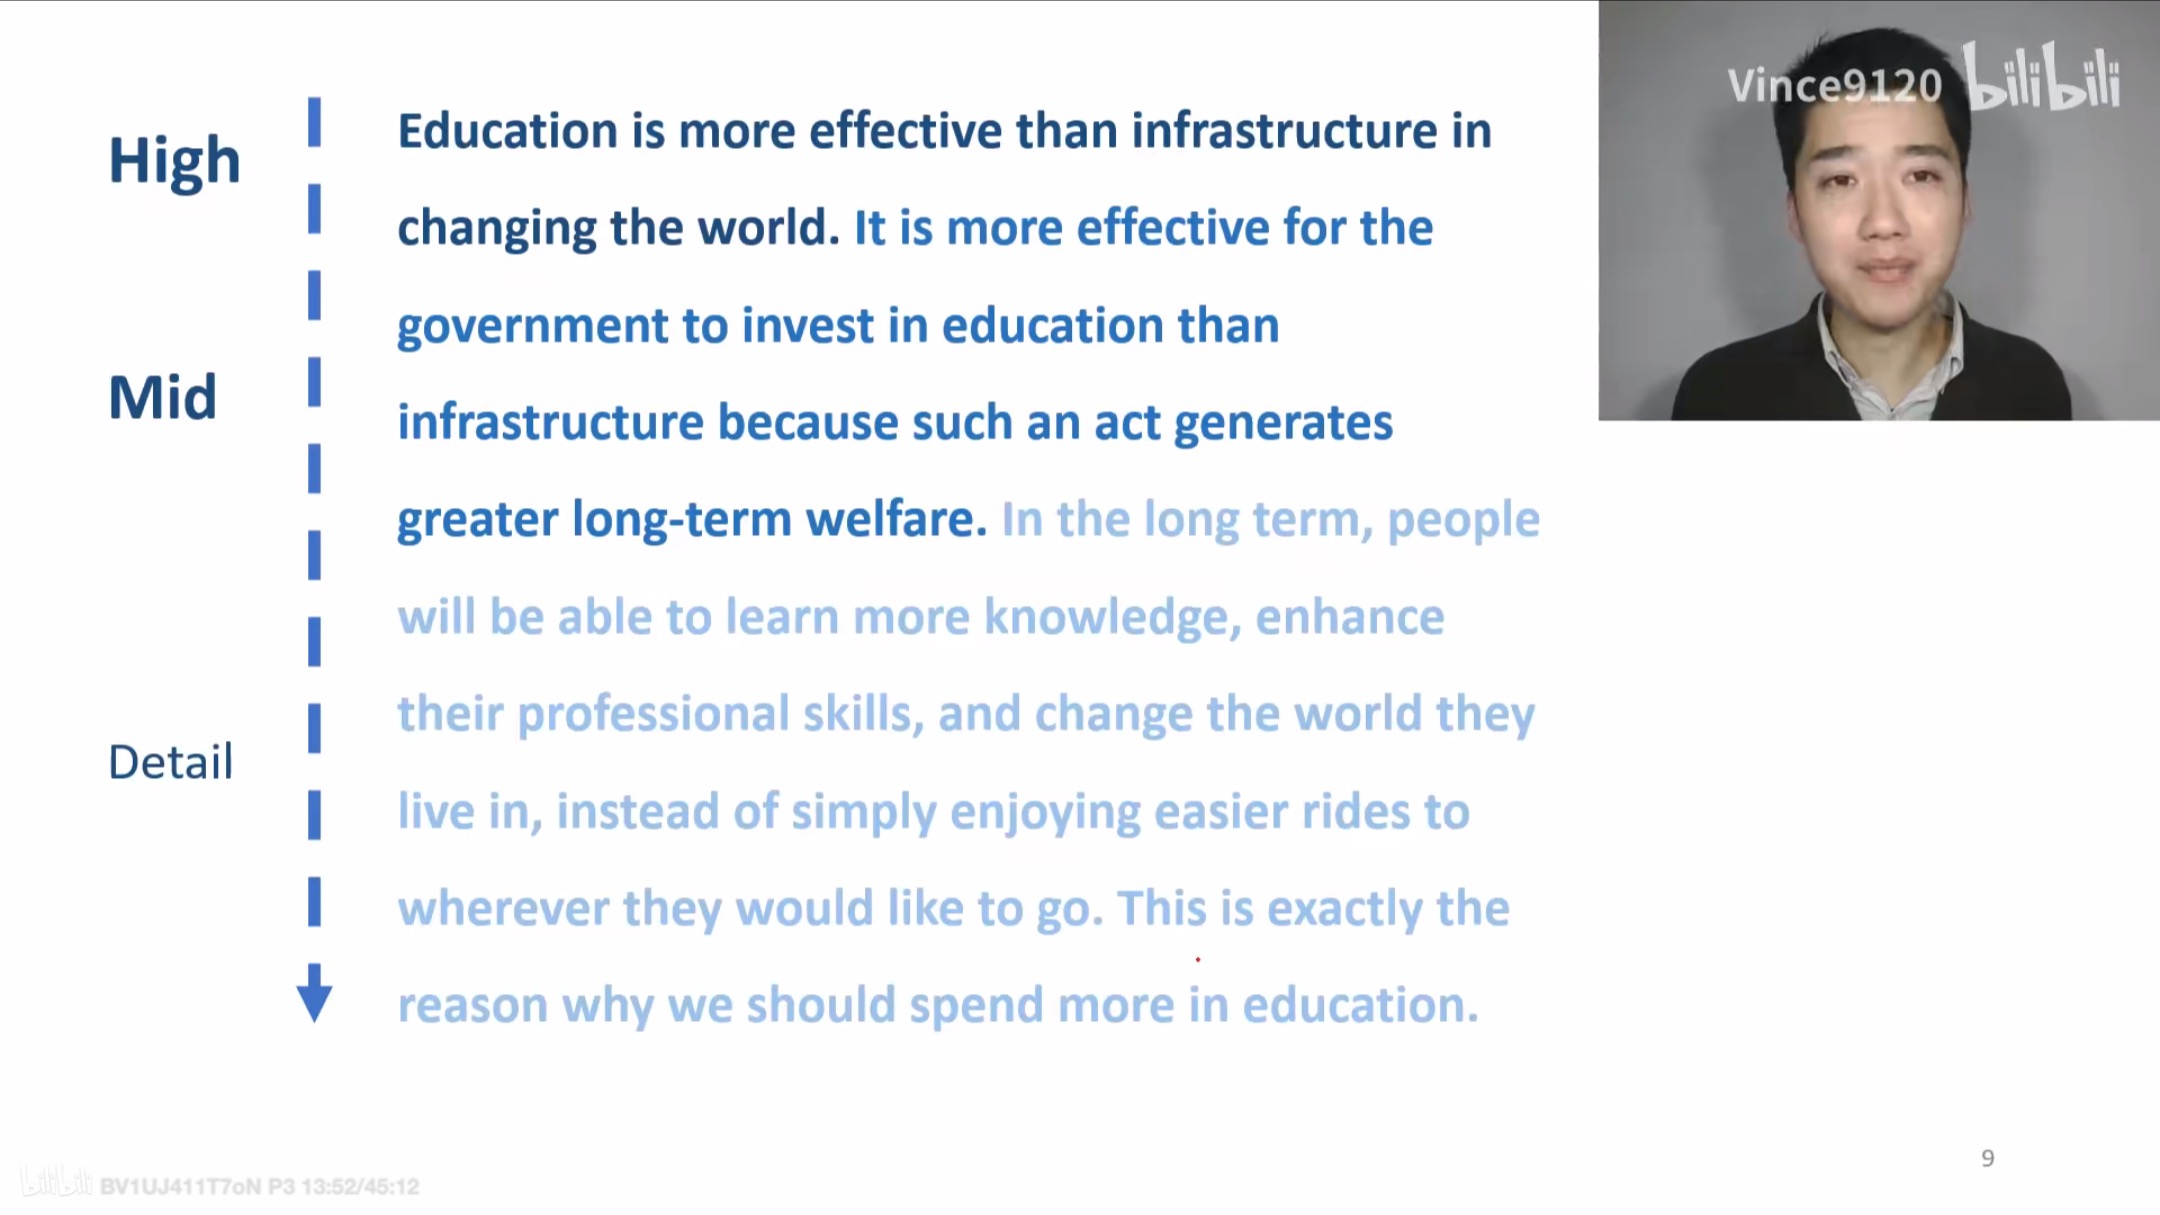 Vince9120 bilibili
High
Education is more effective than infrastructure in
changing the world. It is more effective for the
government to invest in education than
Mid
infrastructure because such an act generates
greater long-term welfare. In the long term, people
will be able to learn more knowledge, enhance
their professional skills, and change the world they
Detail
live in, instead of simply enjoying easier rides to
wherever they would like to go. This is exactly the
reason why we should spend more in education.
9
bilibili BV1UJ411T7oN P3 13:52/45:12